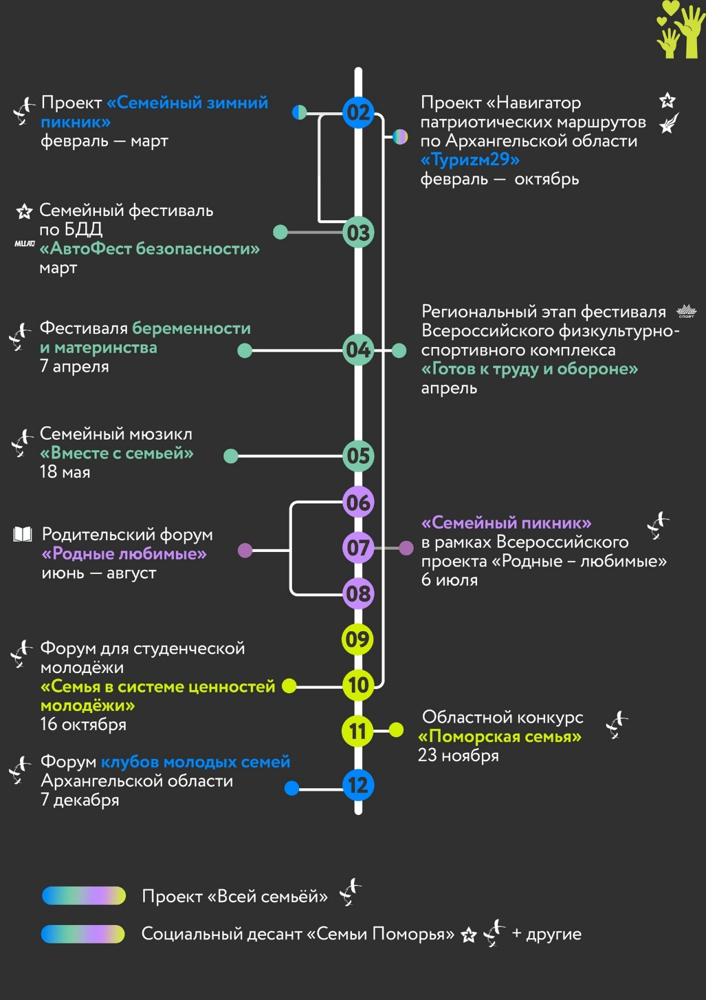 Проект «Семейный зимний
пикник»
февраль — март
02
Проект «Навигатор
патриотических маршрутов
по Архангельской области
«Туриzм29»
февраль — октябрь
Семейный фестиваль
по БДД
«АвтоФест безопасности»
март
03
Фестиваля беременности
и материнства
7 апреля
04
Региональный этап фестиваля
Всероссийского физкультурно-
спортивного комплекса
«Готов к труду и обороне»
апрель
СПОРТ
Семейный мюзикл
«Вместе с семьей»
18 мая
05
06
Родительский форум
«Родные любимые»
июнь — август
07
«Семейный пикник»
в рамках Всероссийского
проекта «Родные – любимые»
6 июля
08
09
Форум для студенческой
молодёжи
«Семья в системе ценностей
молодёжи»
16 октября
10
11
Областной конкурс
«Поморская семья»
23 ноября
Форум клубов молодых семей
Архангельской области
7 декабря
12
Проект «Всей семьёй»
Социальный десант «Семьи Поморья»
+ другие